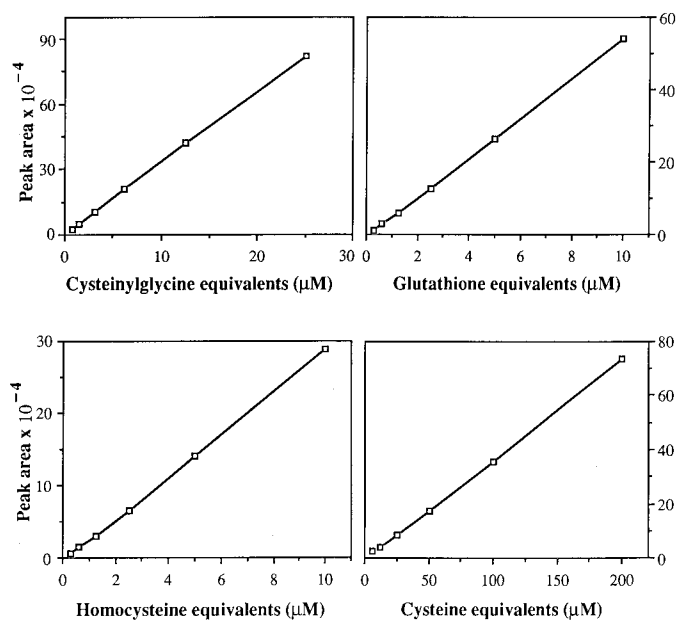 90
60
30
0
Peak area x 10⁻⁴
0 10 20 30
Cysteinylglycine equivalents (μM)
60
40
20
0
0 2 4 6 8 10
Glutathione equivalents (μM)
30
20
10
0
Peak area x 10⁻⁴
0 2 4 6 8 10
Homocysteine equivalents (μM)
80
60
40
20
0
0 50 100 150 200
Cysteine equivalents (μM)